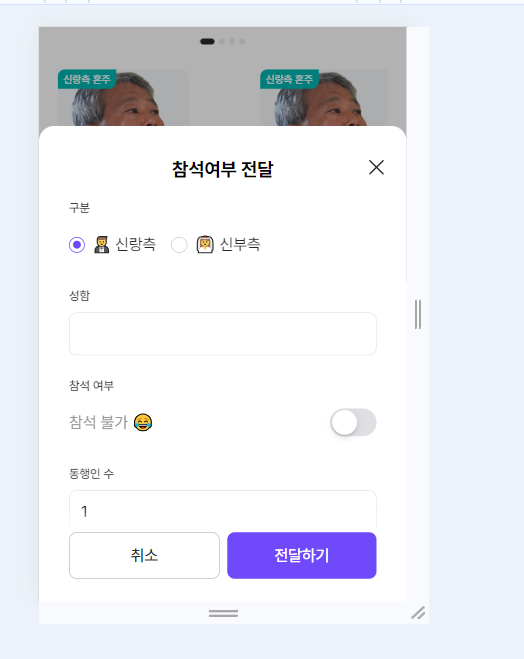 신랑측 혼주
신랑측 혼주
참석여부 전달
구분
신랑측
신부측
성함
참석 여부
참석 불가 😂
동행인 수
1
취소
전달하기